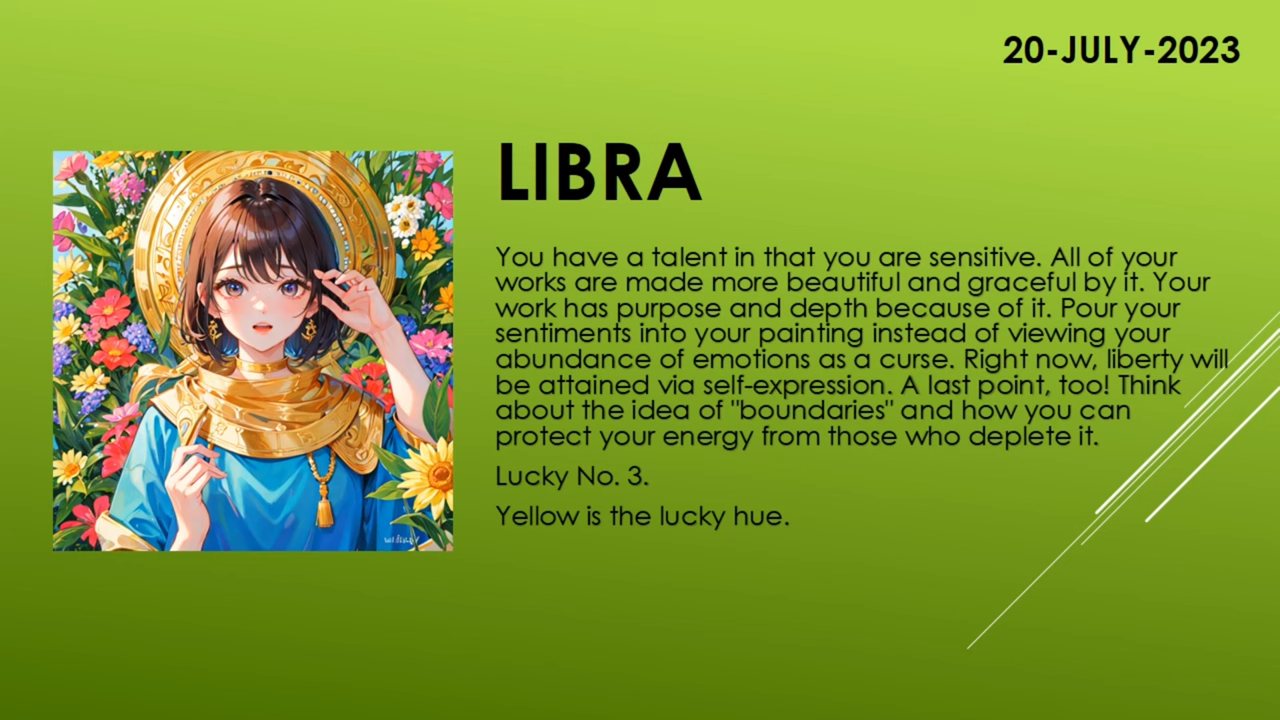 20-JULY-2023
LIBRA
You have a talent in that you are sensitive. All of your
works are made more beautiful and graceful by it. Your
work has purpose and depth because of it. Pour your
sentiments into your painting instead of viewing your
abundance of emotions as a curse. Right now, liberty will
be attained via self-expression. A last point, too! Think
about the idea of "boundaries" and how you can
protect your energy from those who deplete it.
Lucky No. 3.
Yellow is the lucky hue.